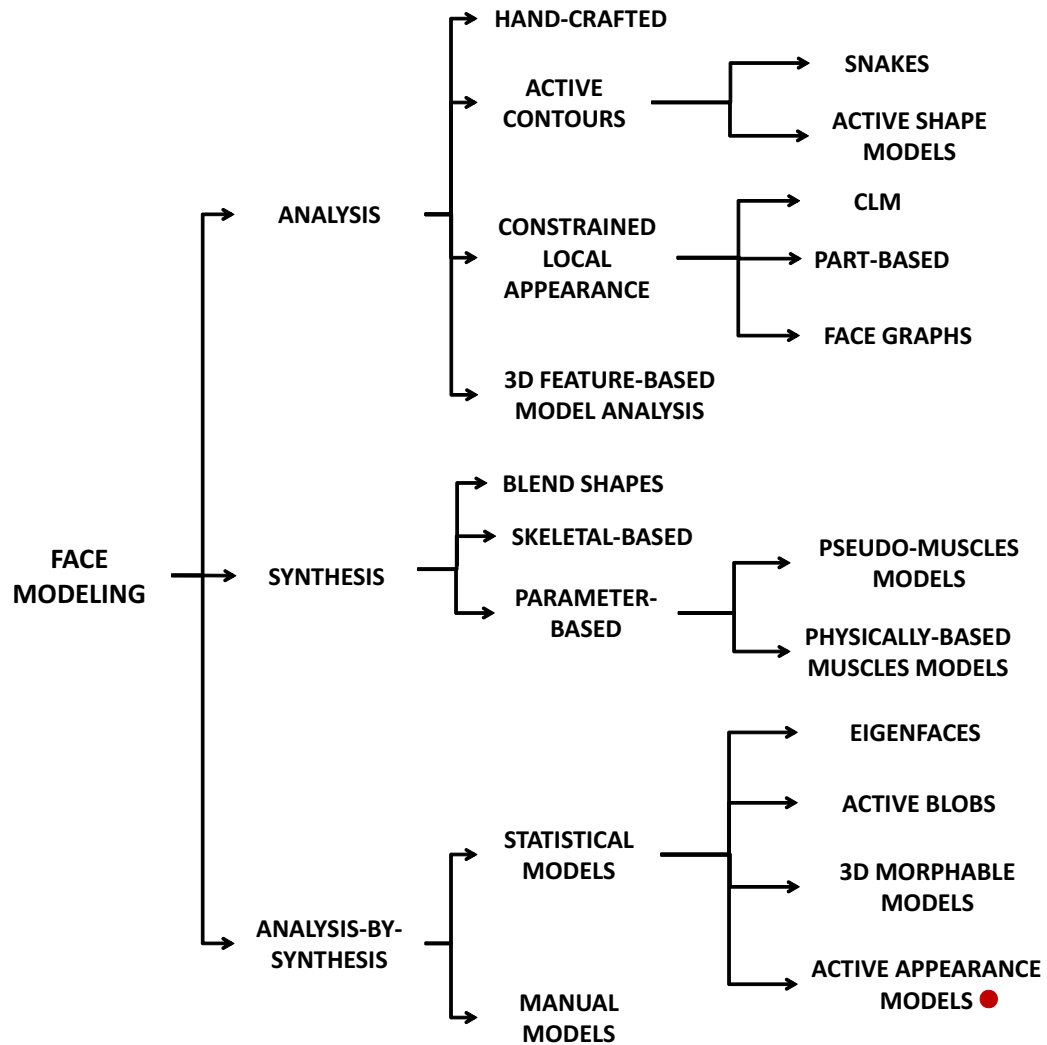 HAND-CRAFTED
ACTIVE
CONTOURS
SNAKES
ACTIVE SHAPE
MODELS
ANALYSIS
CONSTRAINED
LOCAL
APPEARANCE
CLM
PART-BASED
FACE GRAPHS
3D FEATURE-BASED
MODEL ANALYSIS
FACE
MODELING
SYNTHESIS
BLEND SHAPES
SKELETAL-BASED
PARAMETER-
BASED
PSEUDO-MUSCLES
MODELS
PHYSICALLY-BASED
MUSCLES MODELS
ANALYSIS-BY-
SYNTHESIS
STATISTICAL
MODELS
EIGENFACES
ACTIVE BLOBS
3D MORPHABLE
MODELS
ACTIVE APPEARANCE
MODELS
MANUAL
MODELS